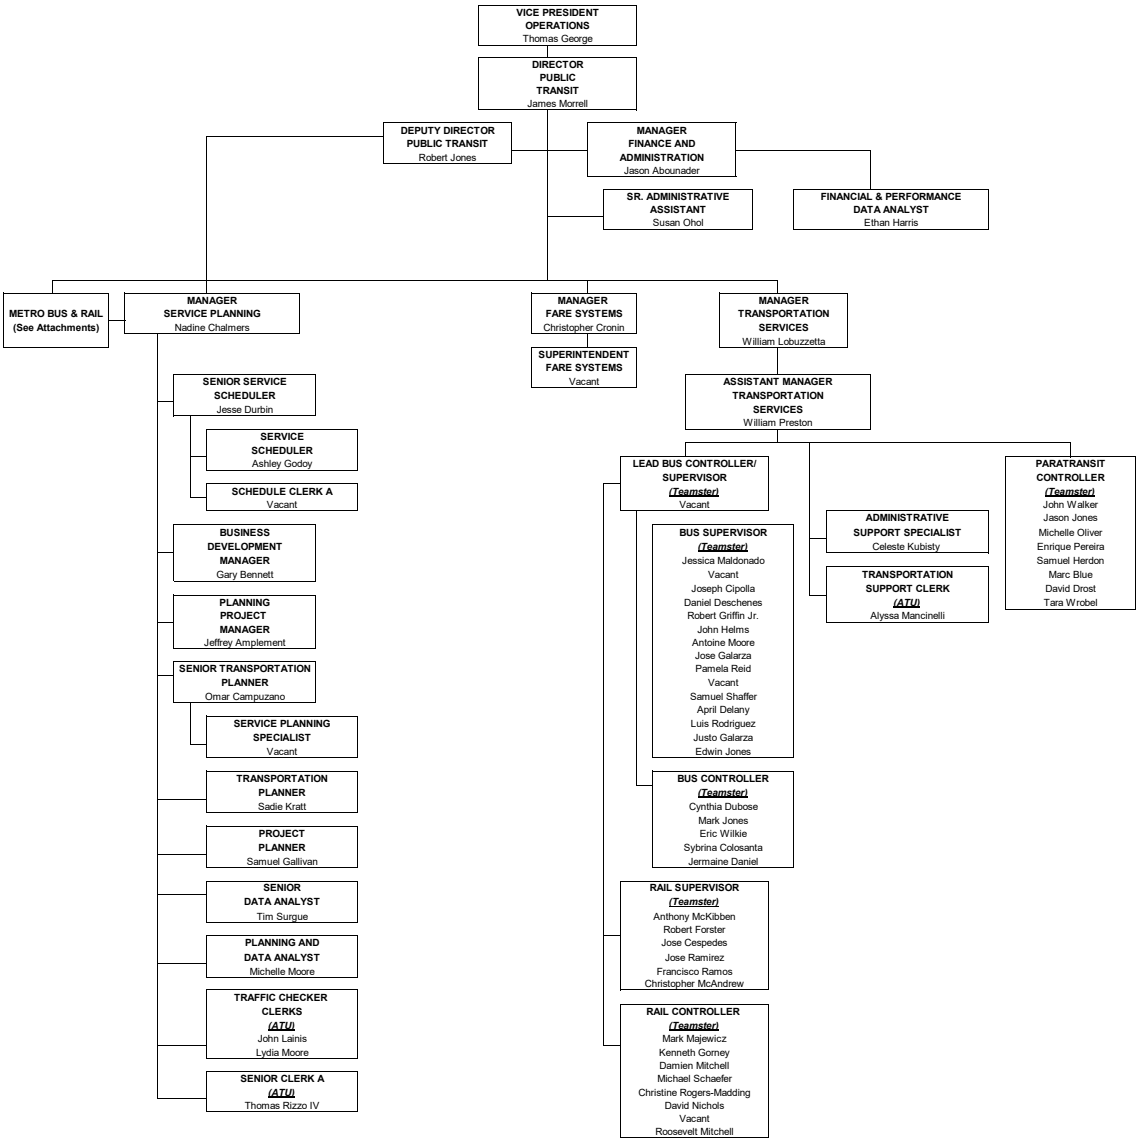 VICE PRESIDENT
OPERATIONS
Thomas George
DIRECTOR
PUBLIC
TRANSIT
James Morrell
DEPUTY DIRECTOR
PUBLIC TRANSIT
Robert Jones
MANAGER
FINANCE AND
ADMINISTRATION
Jason Abounader
SR. ADMINISTRATIVE
ASSISTANT
Susan Ohol
FINANCIAL & PERFORMANCE
DATA ANALYST
Ethan Harris
METRO BUS & RAIL
(See Attachments)
MANAGER
SERVICE PLANNING
Nadine Chalmers
MANAGER
FARE SYSTEMS
Christopher Cronin
SUPERINTENDENT
FARE SYSTEMS
Vacant
MANAGER
TRANSPORTATION
SERVICES
William Lobuzzetta
ASSISTANT MANAGER
TRANSPORTATION
SERVICES
William Preston
SENIOR SERVICE
SCHEDULER
Jesse Durbin
SERVICE
SCHEDULER
Ashley Godoy
SCHEDULE CLERK A
Vacant
BUSINESS
DEVELOPMENT
MANAGER
Gary Bennett
PLANNING
PROJECT
MANAGER
Jeffrey Amplement
SENIOR TRANSPORTATION
PLANNER
Omar Campuzano
SERVICE PLANNING
SPECIALIST
Vacant
TRANSPORTATION
PLANNER
Sadie Kratt
PROJECT
PLANNER
Samuel Gallivan
SENIOR
DATA ANALYST
Tim Surgue
PLANNING AND
DATA ANALYST
Michelle Moore
TRAFFIC CHECKER
CLERKS
(ATU)
John Lainis
Lydia Moore
SENIOR CLERK A
(ATU)
Thomas Rizzo IV
LEAD BUS CONTROLLER/
SUPERVISOR
(Teamster)
Vacant
BUS SUPERVISOR
(Teamster)
Jessica Maldonado
Vacant
Joseph Cipolla
Daniel Deschenes
Robert Griffin Jr.
John Helms
Antoine Moore
Jose Galarza
Pamela Reid
Vacant
Samuel Shaffer
April Delany
Luis Rodriguez
Justo Galarza
Edwin Jones
BUS CONTROLLER
(Teamster)
Cynthia Dubose
Mark Jones
Eric Wilkie
Sybrina Colosanta
Jermaine Daniel
RAIL SUPERVISOR
(Teamster)
Anthony McKibben
Robert Forster
Jose Cespedes
Jose Ramirez
Francisco Ramos
Christopher McAndrew
RAIL CONTROLLER
(Teamster)
Mark Majewicz
Kenneth Gorney
Damien Mitchell
Michael Schaefer
Christine Rogers-Madding
David Nichols
Vacant
Roosevelt Mitchell
ADMINISTRATIVE
SUPPORT SPECIALIST
Celeste Kubisty
TRANSPORTATION
SUPPORT CLERK
(ATU)
Alyssa Mancinelli
PARATRANSIT
CONTROLLER
(Teamster)
John Walker
Jason Jones
Michelle Oliver
Enrique Pereira
Samuel Herdon
Marc Blue
David Drost
Tara Wrobel